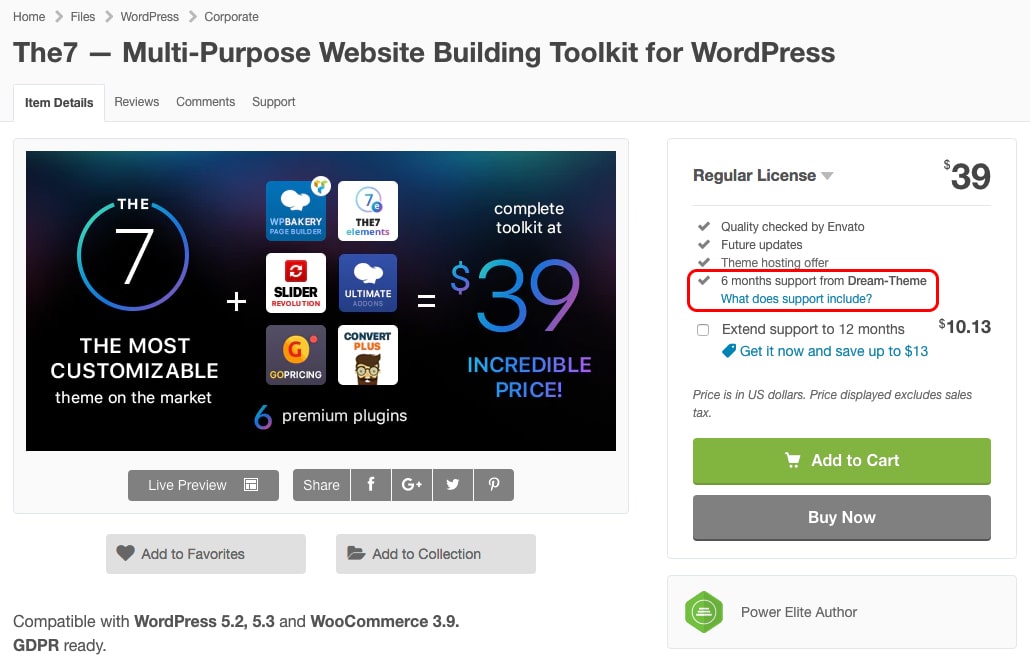 Home Files WordPress Corporate
The7 — Multi-Purpose Website Building Toolkit for WordPress
Item Details Reviews Comments Support
THE
7
THE MOST
CUSTOMIZABLE
theme on the market
+
WPBAKERY
PAGE BUILDER
7e
THE7
elements
SLIDER
REVOLUTION
ULTIMATE
ADDONS
G
GOPRICING
CONVERT
PLUS
6 premium plugins
=
complete
toolkit at
$39
INCREDIBLE
PRICE!
Live Preview
Share f G+
Add to Favorites
Add to Collection
Compatible with WordPress 5.2, 5.3 and WooCommerce 3.9.
GDPR ready.
Regular License $39
Quality checked by Envato
Future updates
Theme hosting offer
6 months support from Dream-Theme
What does support include?
Extend support to 12 months $10.13
Get it now and save up to $13
Price is in US dollars. Price displayed excludes sales
tax.
Add to Cart
Buy Now
Power Elite Author